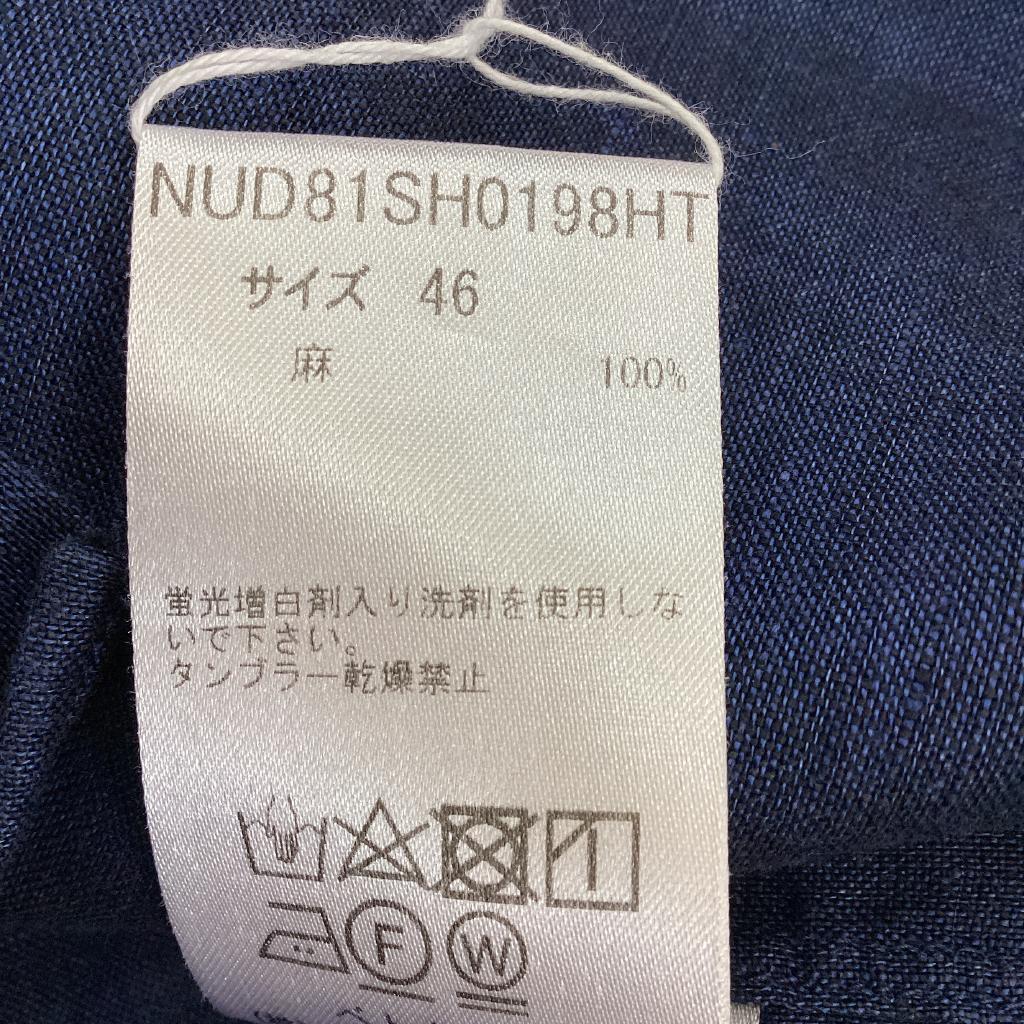 NUD81SH0198HT
サイズ 46
麻 100%
蛍光増白剤入り洗剤を使用しな
いで下さい。
タンブラー乾燥禁止
F W